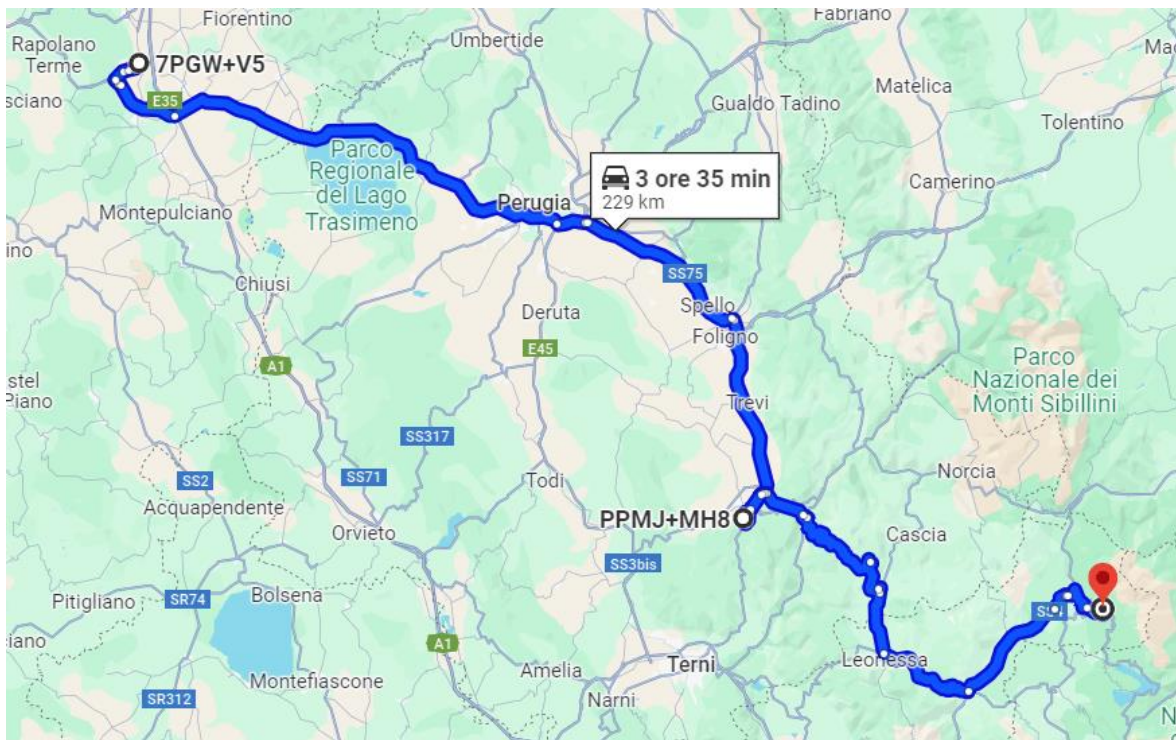 Fiorentino
Fabriano
Rapolano
Terme
7PGW+V5
Umbertide
Matelica
sciano
E35
Gualdo Tadino
Tolentino
Parco
Regionale
del Lago
Trasimeno
3 ore 35 min
229 km
Camerino
Montepulciano
Perugia
Chiusi
SS75
Deruta
Spello
Foligno
E45
A1
Parco
Nazionale dei
Monti Sibillini
stel
Piano
Trevi
SS317
SS2
SS71
Todi
Norcia
Acquapendente
Orvieto
PPMJ+MH8
Cascia
SS3bis
Pitigliano
SR74
Bolsena
A1
Terni
Leonessa
Amelia
Montefiascone
Narni
SR312